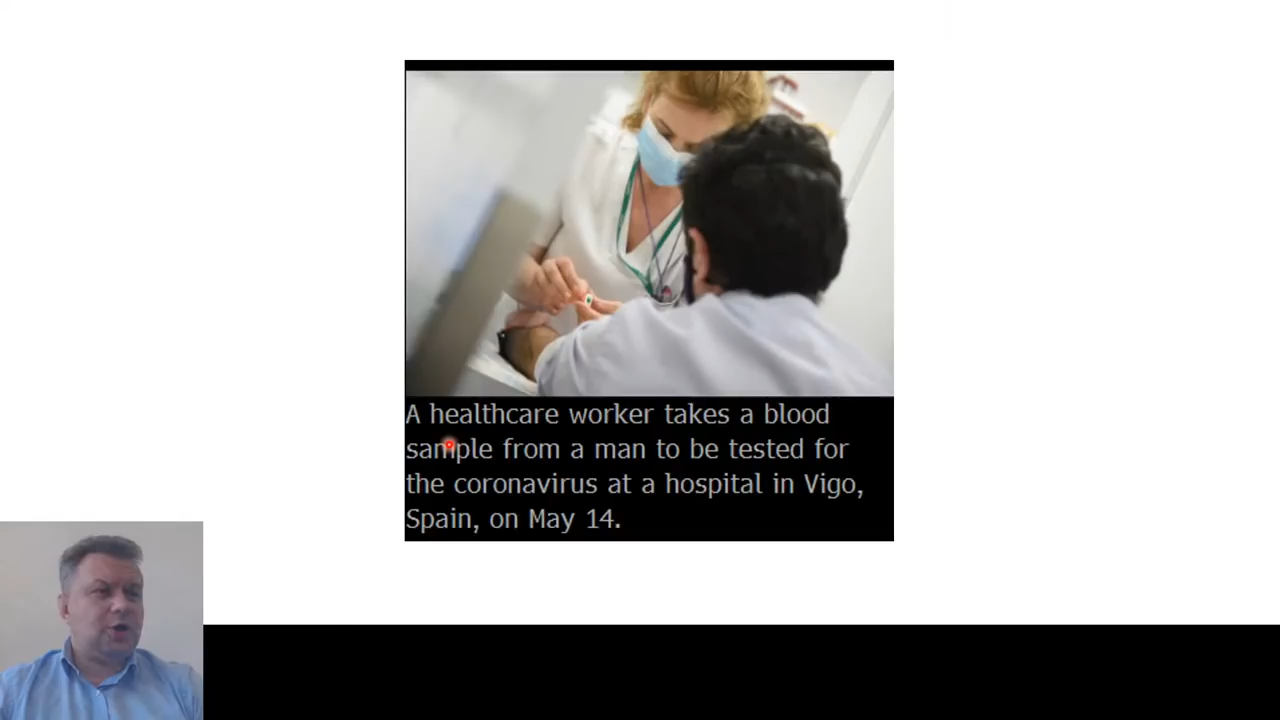 A healthcare worker takes a blood
sample from a man to be tested for
the coronavirus at a hospital in Vigo,
Spain, on May 14.